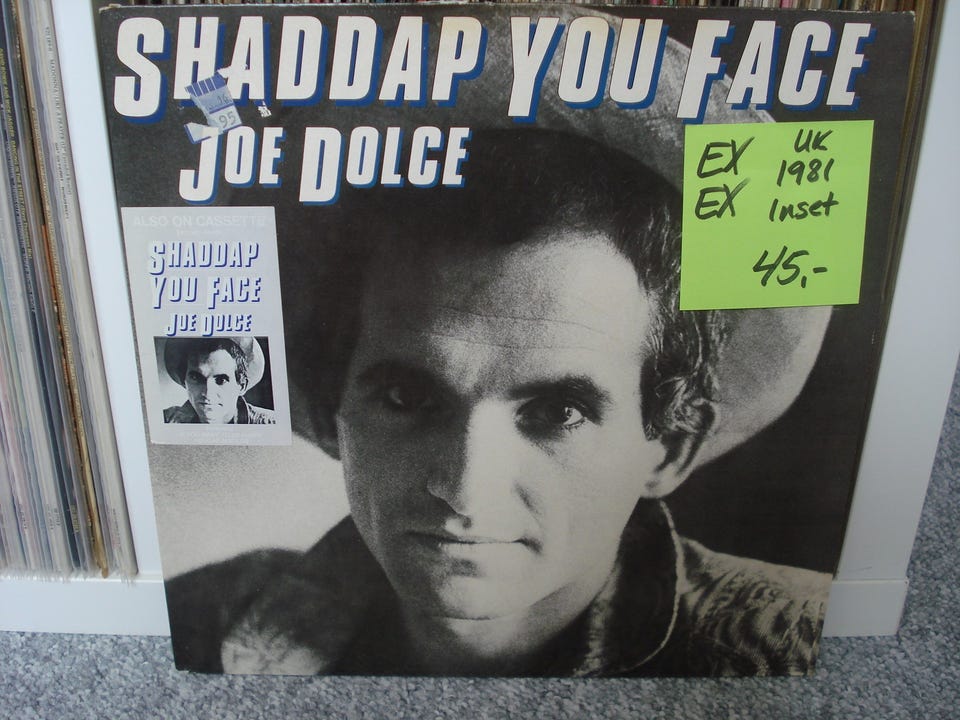 SHADDAP YOU FACE
JOE DOLCE
95
EX UK
EX 1981
Inset
45,-
ALSO ON CASSETTE
SHADDAP
YOU FACE
JOE DOLCE